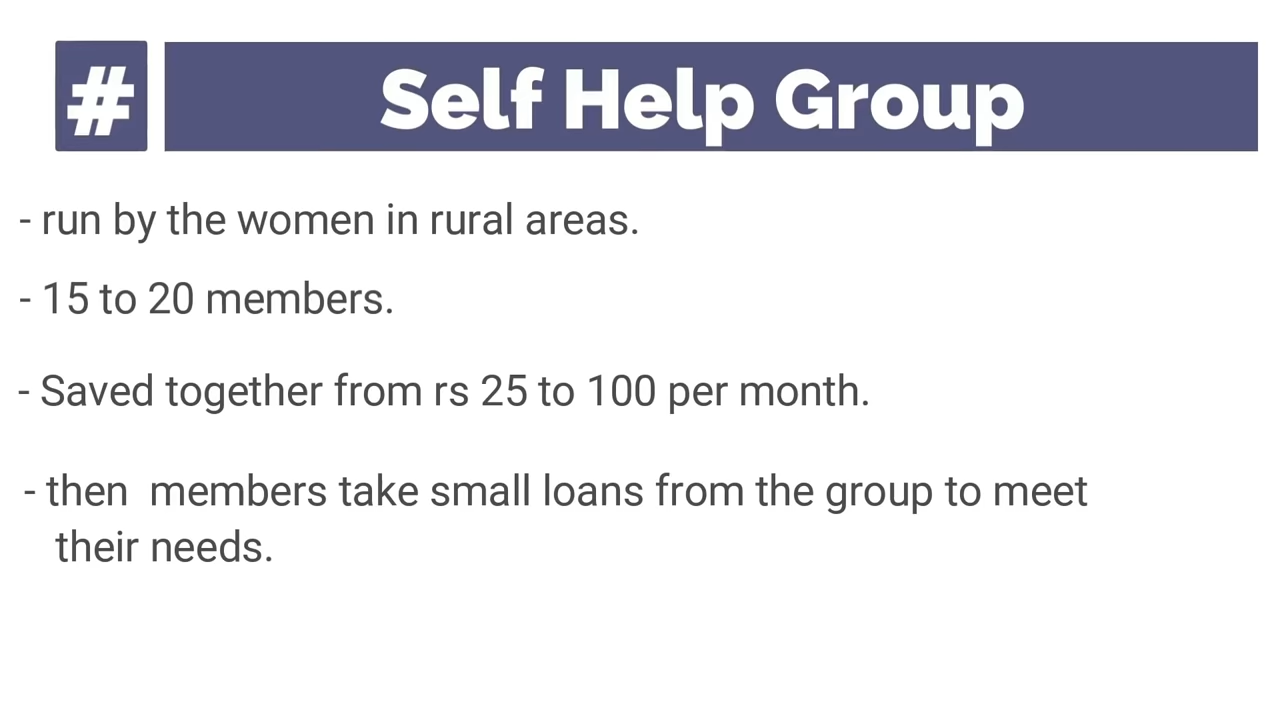 # Self Help Group
- run by the women in rural areas.
- 15 to 20 members.
- Saved together from rs 25 to 100 per month.
- then  members take small loans from the group to meet
their needs.